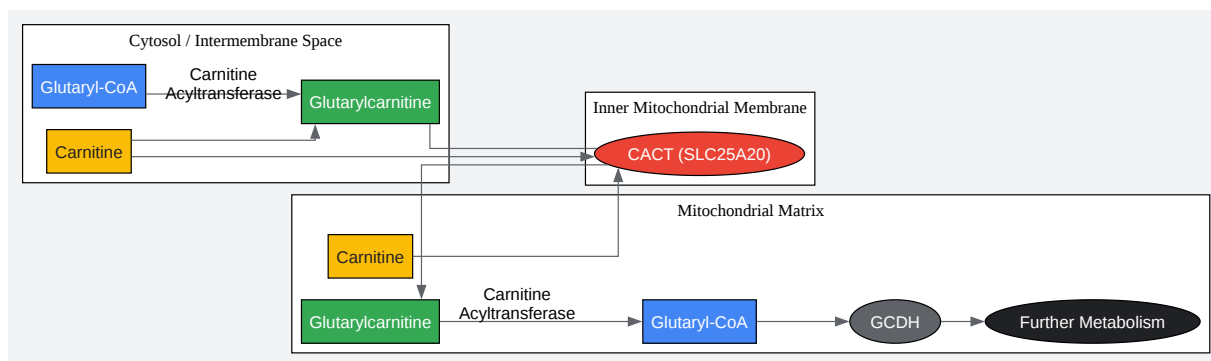 Cytosol / Intermembrane Space
Glutaryl-CoA
Carnitine
Acyltransferase
Glutarylcarnitine
Carnitine
Inner Mitochondrial Membrane
CACT (SLC25A20)
Mitochondrial Matrix
Carnitine
Glutarylcarnitine
Carnitine
Acyltransferase
Glutaryl-CoA
GCDH
Further Metabolism